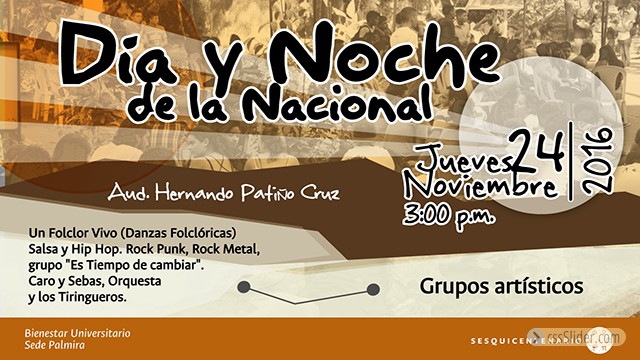 Día y Noche
de la Nacional
Jueves 24
Noviembre
2016
3:00 p.m.
Aud. Hernando Patiño Cruz
Un Folclor Vivo (Danzas Folclóricas)
Salsa y Hip Hop. Rock Punk, Rock Metal,
grupo "Es Tiempo de cambiar".
Caro y Sebas, Orquesta
y los Tiringueros.
Grupos artísticos
Bienestar Universitario
Sede Palmira
SESQUICENTENARIO
cssSlider.com